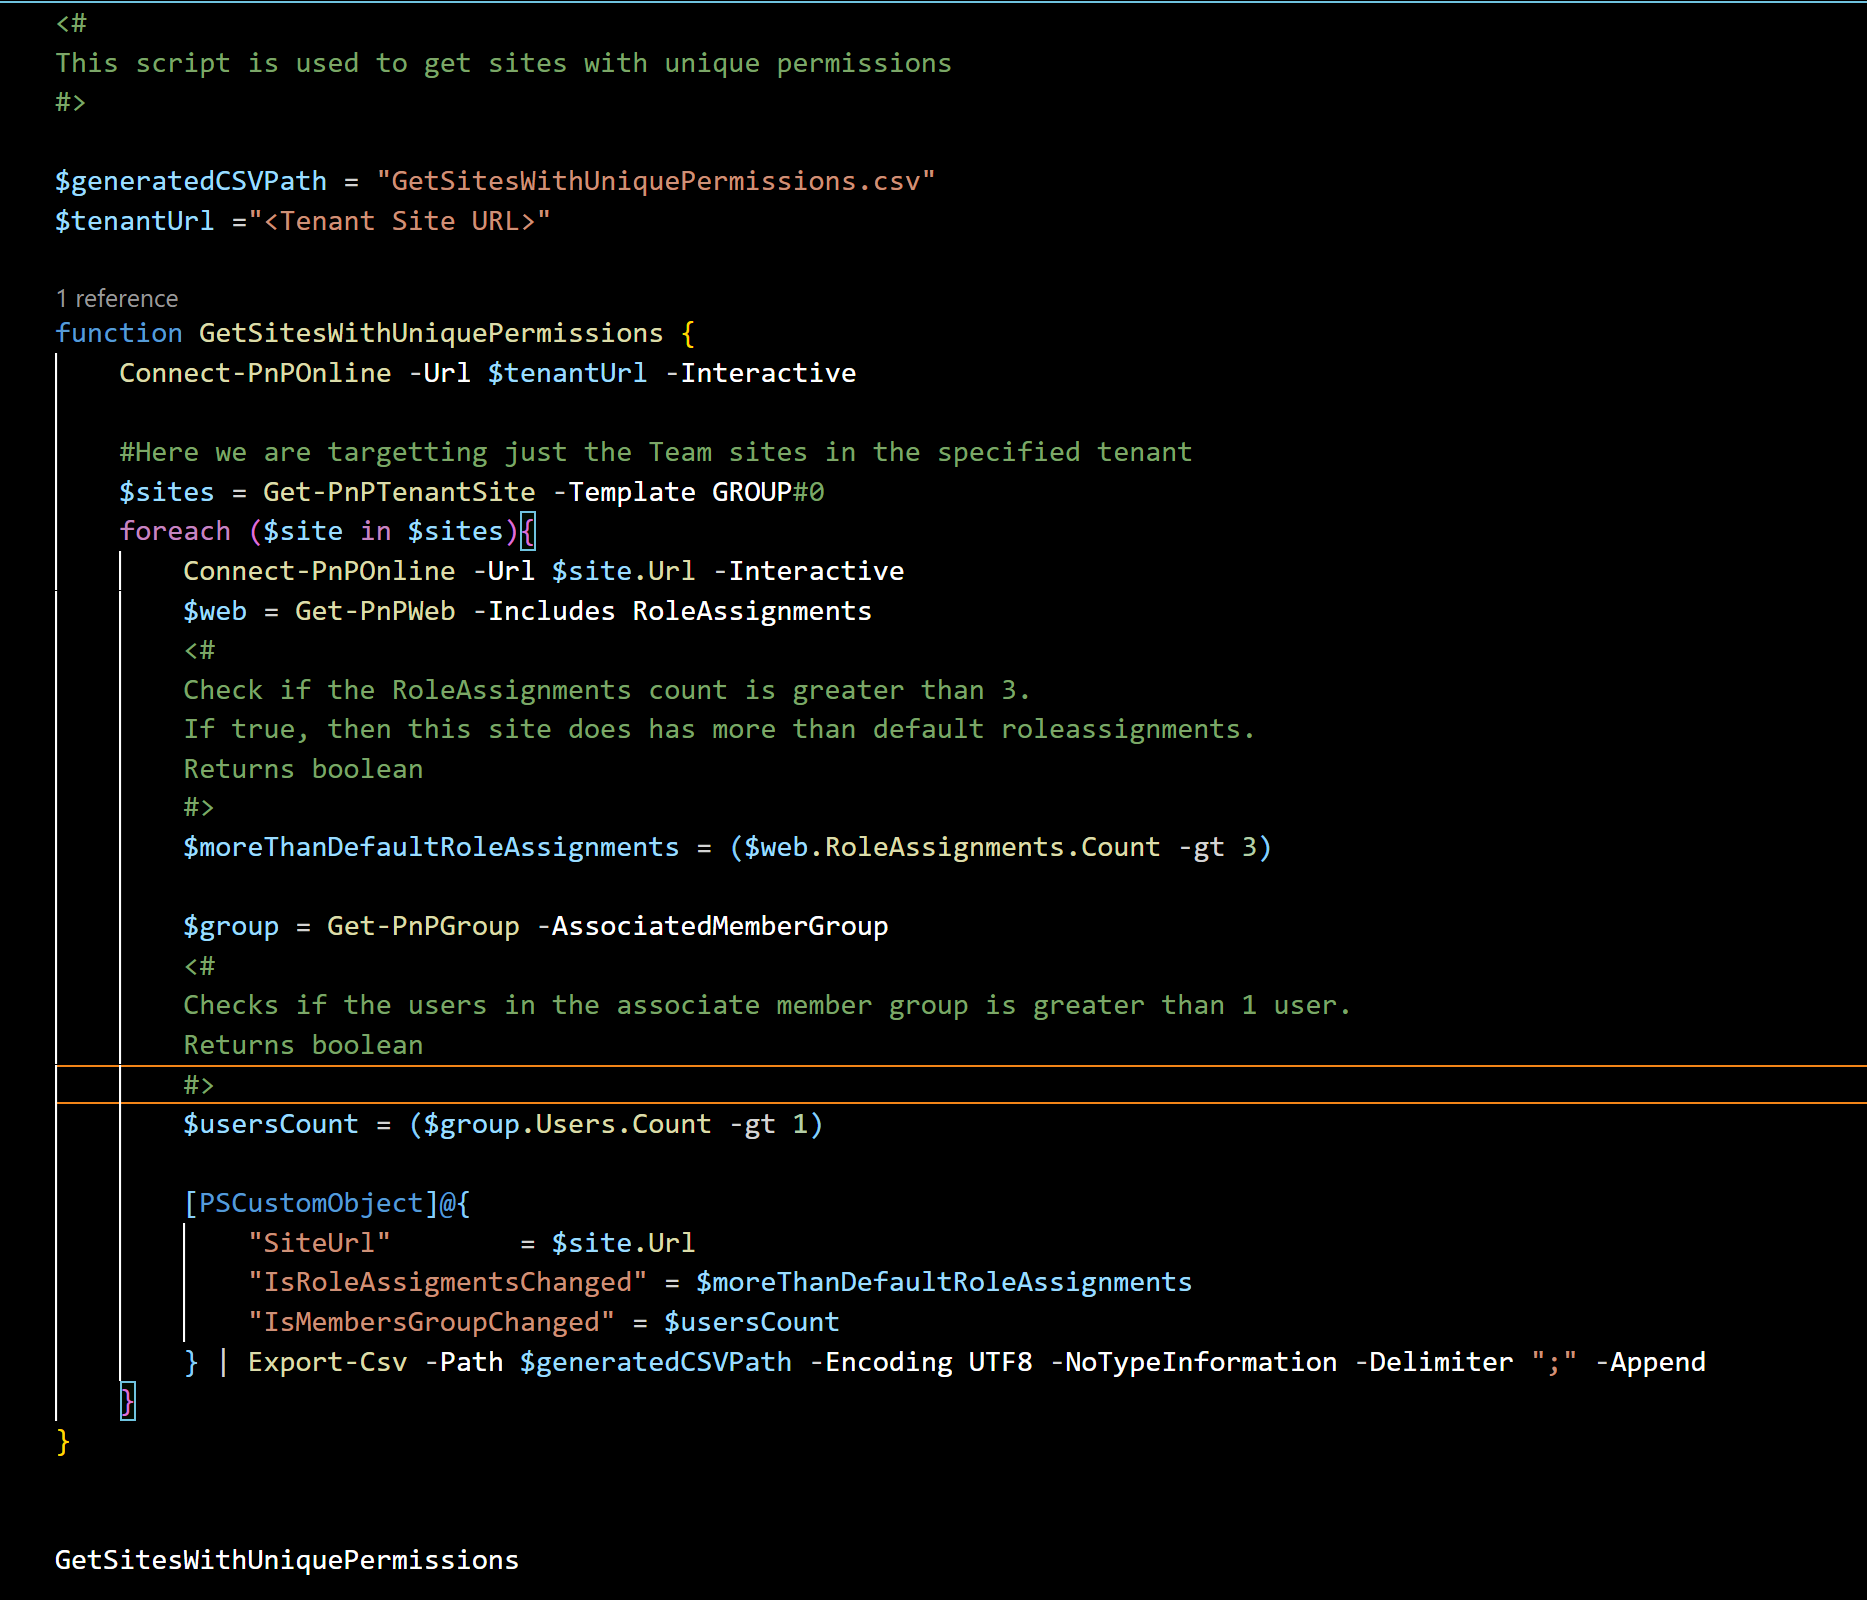 <#
This script is used to get sites with unique permissions
#>
$generatedCSVPath = "GetSitesWithUniquePermissions.csv"
$tenantUrl ="<Tenant Site URL>"
1 reference
function GetSitesWithUniquePermissions {
Connect-PnPOnline -Url $tenantUrl -Interactive
#Here we are targetting just the Team sites in the specified tenant
$sites = Get-PnPTenantSite -Template GROUP#0
foreach ($site in $sites){
Connect-PnPOnline -Url $site.Url -Interactive
$web = Get-PnPWeb -Includes RoleAssignments
<#
Check if the RoleAssignments count is greater than 3.
If true, then this site does has more than default roleassignments.
Returns boolean
#>
$moreThanDefaultRoleAssignments = ($web.RoleAssignments.Count -gt 3)
$group = Get-PnPGroup -AssociatedMemberGroup
<#
Checks if the users in the associate member group is greater than 1 user.
Returns boolean
#>
$usersCount = ($group.Users.Count -gt 1)
[PSCustomObject]@{
"SiteUrl"        = $site.Url
"IsRoleAssigmentsChanged" = $moreThanDefaultRoleAssignments
"IsMembersGroupChanged" = $usersCount
} | Export-Csv -Path $generatedCSVPath -Encoding UTF8 -NoTypeInformation -Delimiter ";" -Append
}
}
GetSitesWithUniquePermissions